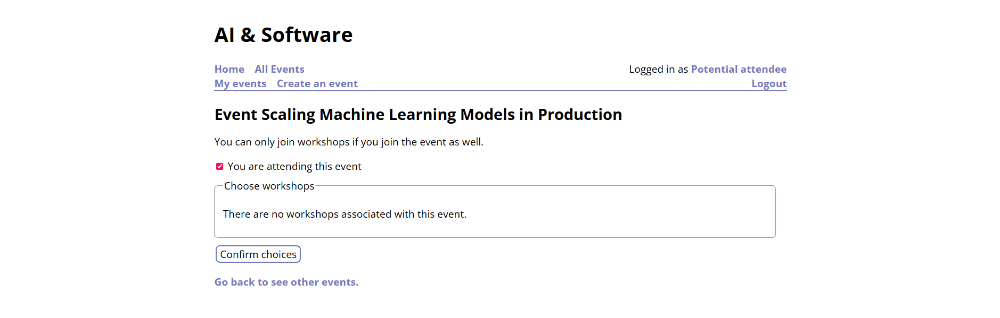 AI & Software
Home All Events
Logged in as Potential attendee
My events Create an event
Logout
Event Scaling Machine Learning Models in Production
You can only join workshops if you join the event as well.
You are attending this event
Choose workshops
There are no workshops associated with this event.
Confirm choices
Go back to see other events.